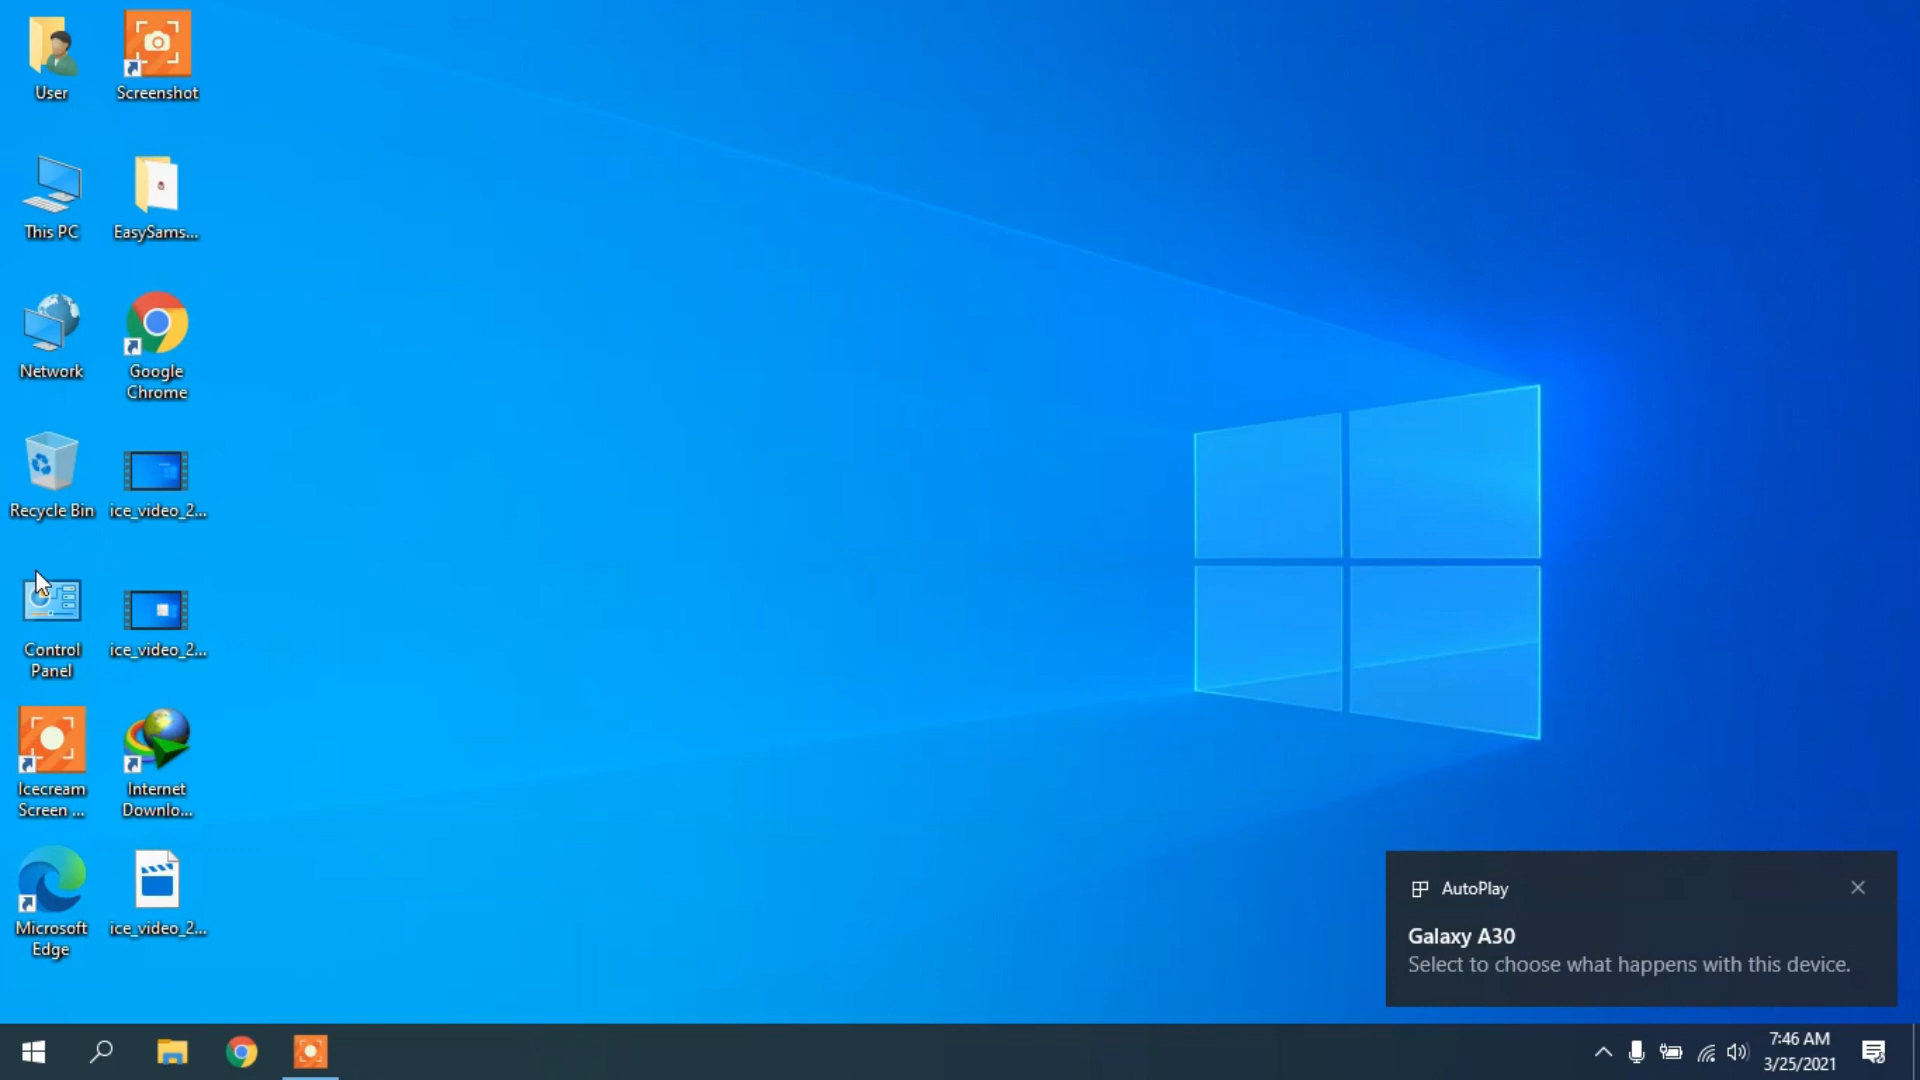 User
Screenshot
This PC
EasySams...
Network
Google
Chrome
Recycle Bin
ice_video_2...
Control
Panel
ice_video_2...
Icecream
Screen ...
Internet
Downlo...
Microsoft
Edge
ice_video_2...
AutoPlay
Galaxy A30
Select to choose what happens with this device.
7:46 AM
3/25/2021